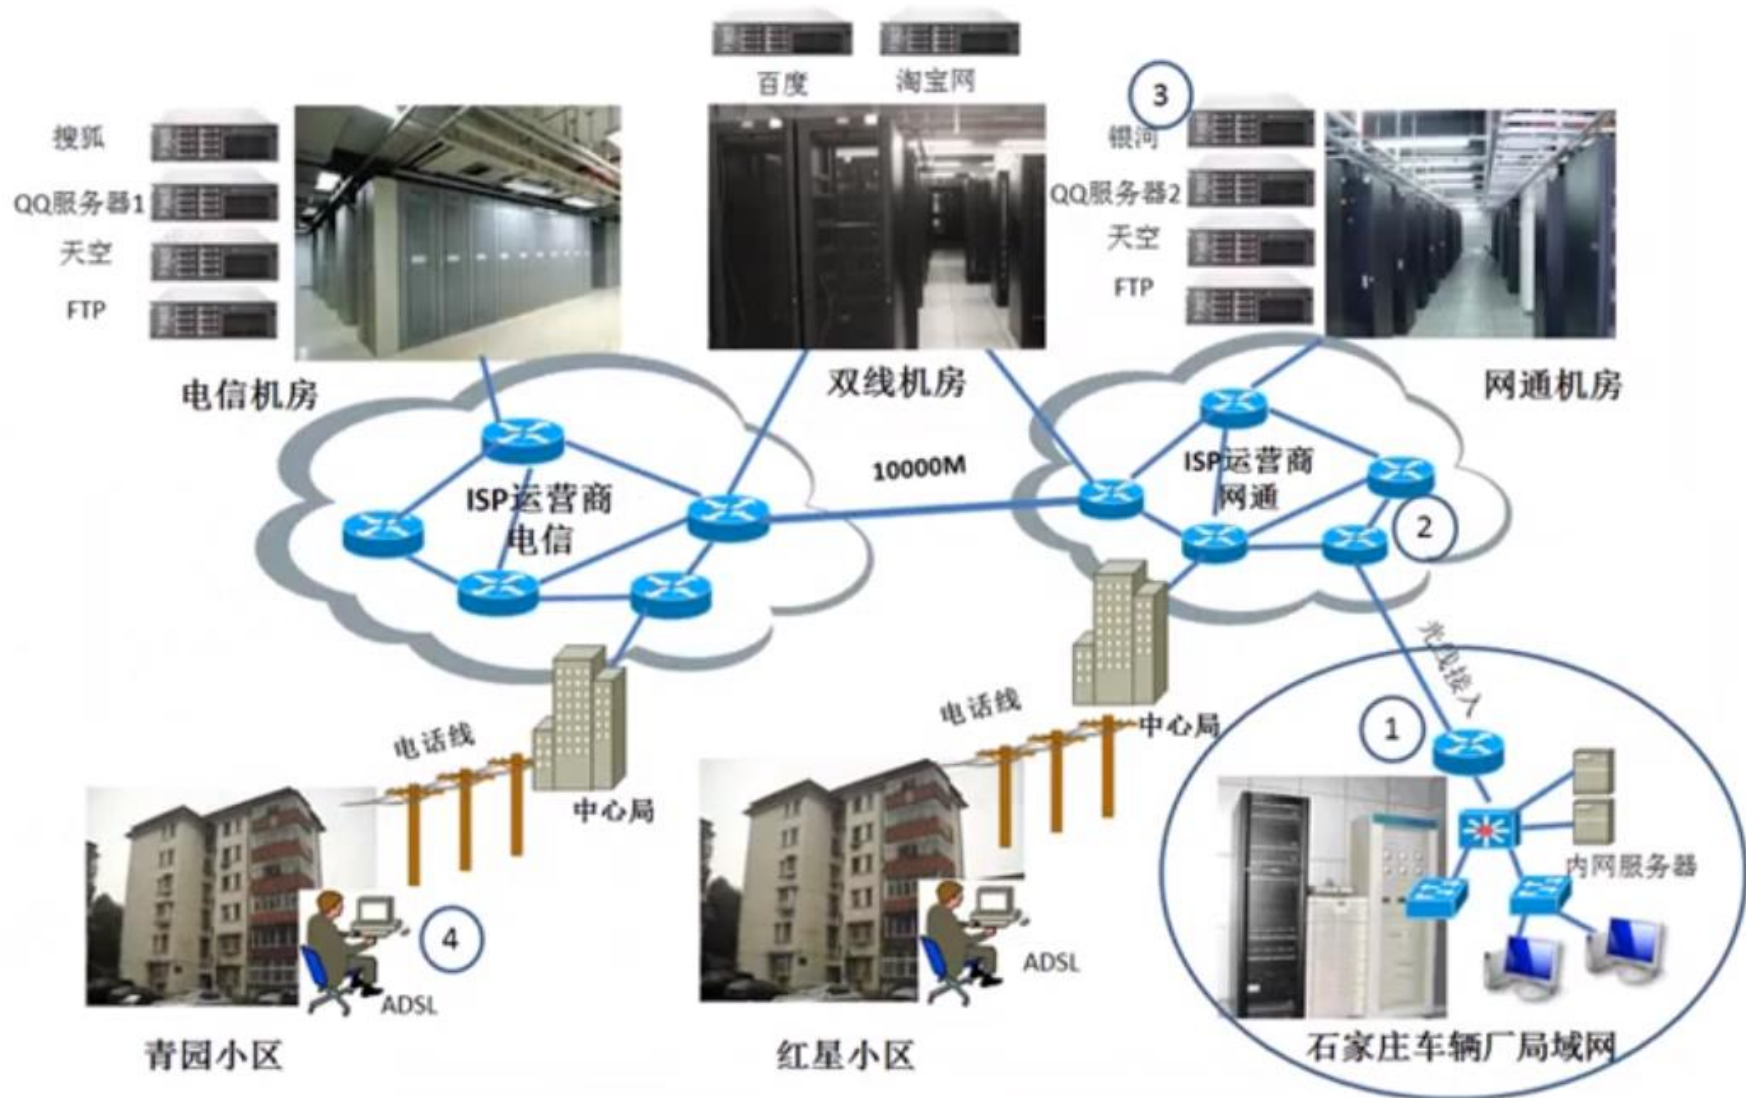 百度
淘宝网
3
搜狐
银河
QQ服务器1
QQ服务器2
天空
天空
FTP
FTP
电信机房
双线机房
网通机房
10000M
ISP运营商
电信
ISP运营商
网通
2
光线接入
1
电话线
中心局
电话线
中心局
内网服务器
4
ADSL
ADSL
青园小区
红星小区
石家庄车辆厂局域网